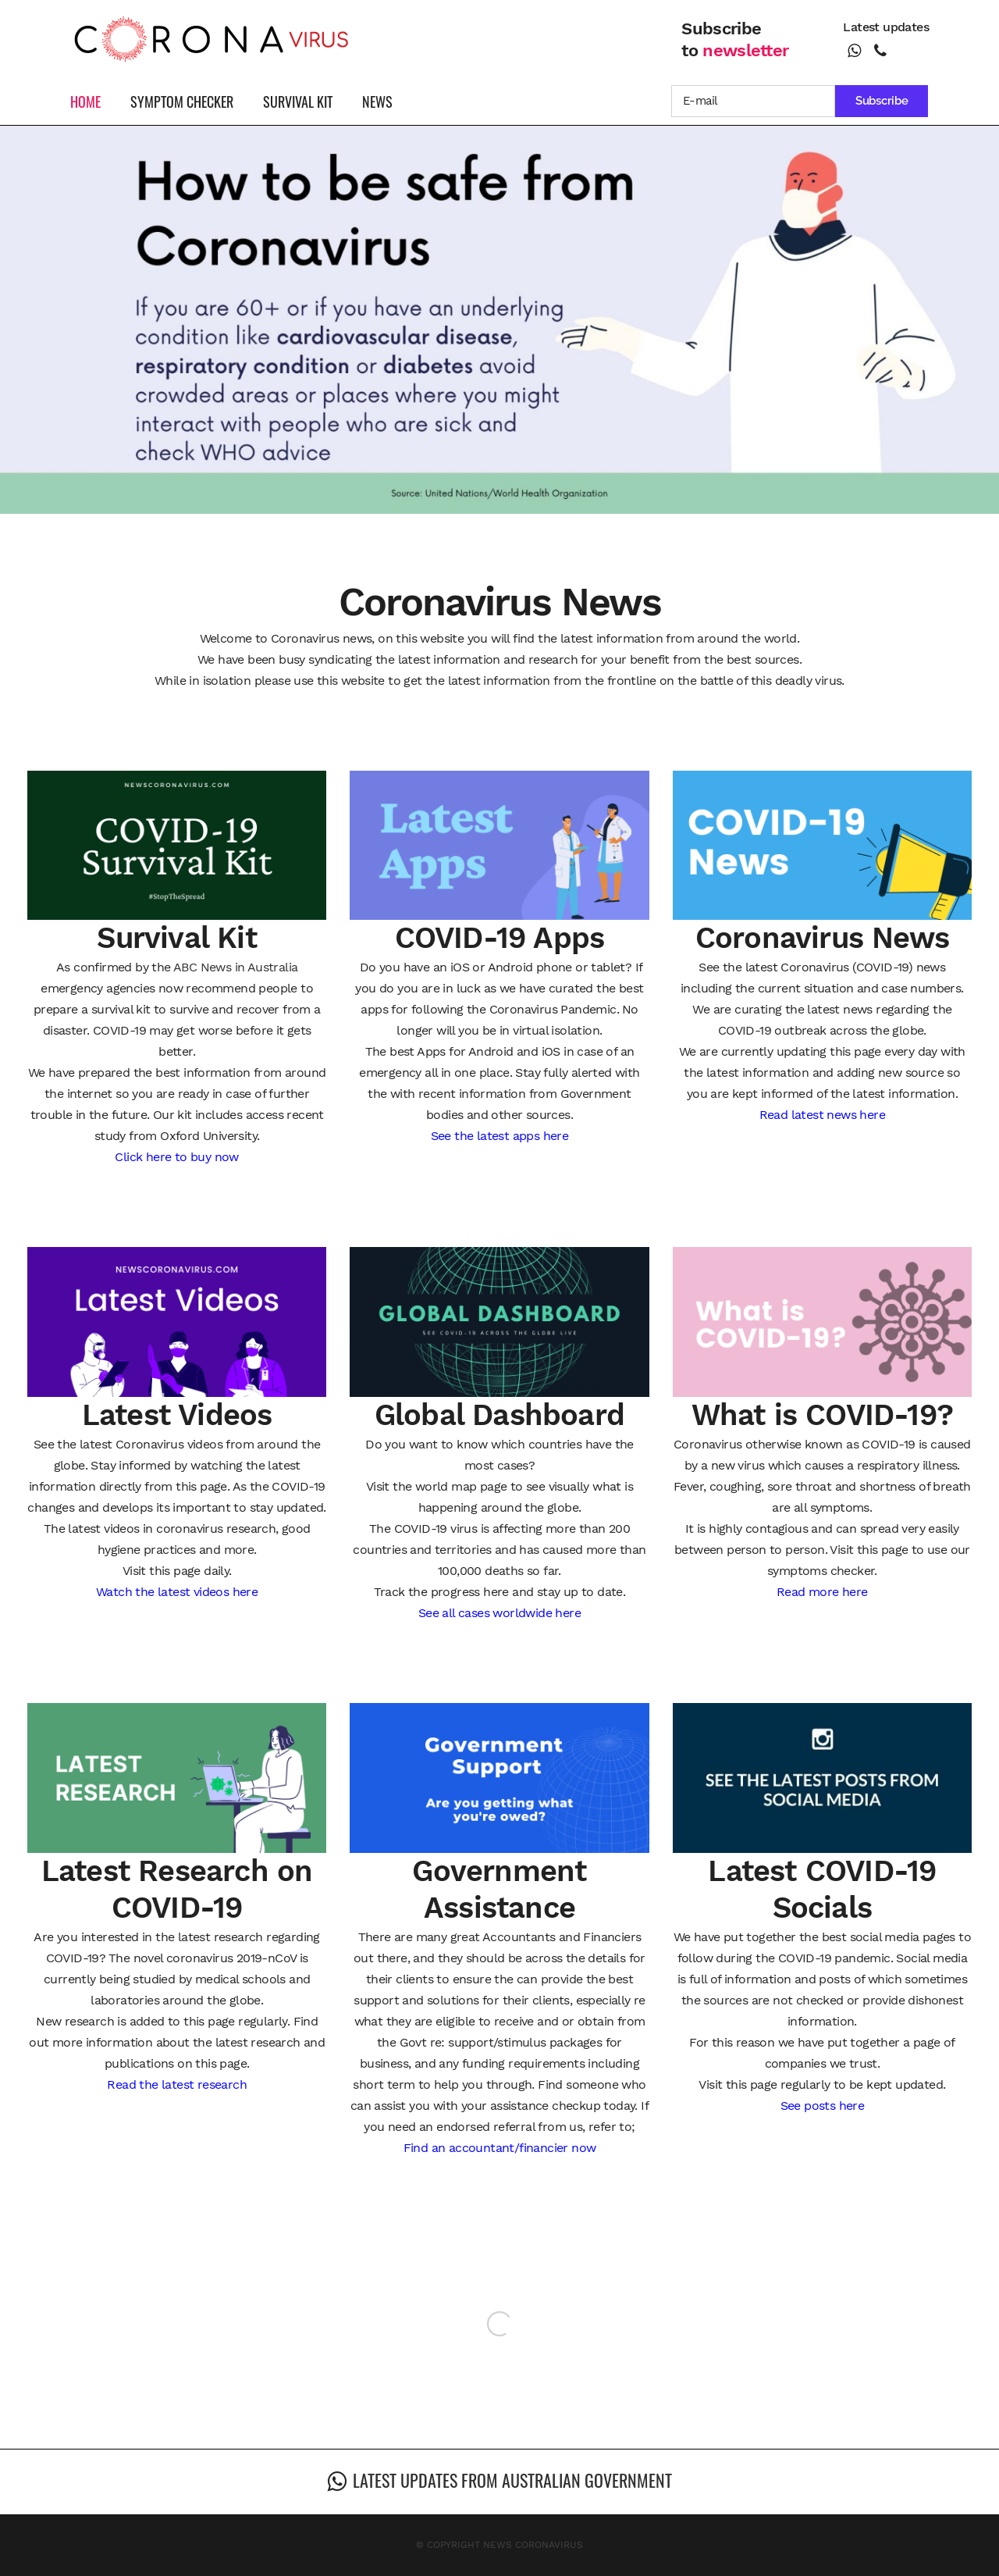 CORONA VIRUS
Subscribe
to newsletter
Latest updates
HOME SYMPTOM CHECKER SURVIVAL KIT NEWS
E-mail
Subscribe
How to be safe from
Coronavirus
If you are 60+ or if you have an underlying
condition like cardiovascular disease,
respiratory condition or diabetes avoid
crowded areas or places where you might
interact with people who are sick and
check WHO advice
Source: United Nations/World Health Organization
Coronavirus News
Welcome to Coronavirus news, on this website you will find the latest information from around the world.
We have been busy syndicating the latest information and research for your benefit from the best sources.
While in isolation please use this website to get the latest information from the frontline on the battle of this deadly virus.
NEWSCORONAVIRUS.COM
COVID-19
Survival Kit
#StopTheSpread
Survival Kit
As confirmed by the ABC News in Australia
emergency agencies now recommend people to
prepare a survival kit to survive and recover from a
disaster. COVID-19 may get worse before it gets
better.
We have prepared the best information from around
the internet so you are ready in case of further
trouble in the future. Our kit includes access recent
study from Oxford University.
Click here to buy now
Latest
Apps
COVID-19 Apps
Do you have an iOS or Android phone or tablet? If
you do you are in luck as we have curated the best
apps for following the Coronavirus Pandemic. No
longer will you be in virtual isolation.
The best Apps for Android and iOS in case of an
emergency all in one place. Stay fully alerted with
the with recent information from Government
bodies and other sources.
See the latest apps here
COVID-19
News
Coronavirus News
See the latest Coronavirus (COVID-19) news
including the current situation and case numbers.
We are curating the latest news regarding the
COVID-19 outbreak across the globe.
We are currently updating this page every day with
the latest information and adding new source so
you are kept informed of the latest information.
Read latest news here
NEWSCORONAVIRUS.COM
Latest Videos
Latest Videos
See the latest Coronavirus videos from around the
globe. Stay informed by watching the latest
information directly from this page. As the COVID-19
changes and develops its important to stay updated.
The latest videos in coronavirus research, good
hygiene practices and more.
Visit this page daily.
Watch the latest videos here
GLOBAL DASHBOARD
SEE COVID-19 ACROSS THE GLOBE LIVE
Global Dashboard
Do you want to know which countries have the
most cases?
Visit the world map page to see visually what is
happening around the globe.
The COVID-19 virus is affecting more than 200
countries and territories and has caused more than
100,000 deaths so far.
Track the progress here and stay up to date.
See all cases worldwide here
What is
COVID-19?
What is COVID-19?
Coronavirus otherwise known as COVID-19 is caused
by a new virus which causes a respiratory illness.
Fever, coughing, sore throat and shortness of breath
are all symptoms.
It is highly contagious and can spread very easily
between person to person. Visit this page to use our
symptoms checker.
Read more here
LATEST
RESEARCH
Latest Research on
COVID-19
Are you interested in the latest research regarding
COVID-19? The novel coronavirus 2019-nCoV is
currently being studied by medical schools and
laboratories around the globe.
New research is added to this page regularly. Find
out more information about the latest research and
publications on this page.
Read the latest research
Government
Support
Are you getting what
you're owed?
Government
Assistance
There are many great Accountants and Financiers
out there, and they should be across the details for
their clients to ensure the can provide the best
support and solutions for their clients, especially re
what they are eligible to receive and or obtain from
the Govt re: support/stimulus packages for
business, and any funding requirements including
short term to help you through. Find someone who
can assist you with your assistance checkup today. If
you need an endorsed referral from us, refer to;
Find an accountant/financier now
SEE THE LATEST POSTS FROM
SOCIAL MEDIA
Latest COVID-19
Socials
We have put together the best social media pages to
follow during the COVID-19 pandemic. Social media
is full of information and posts of which sometimes
the sources are not checked or provide dishonest
information.
For this reason we have put together a page of
companies we trust.
Visit this page regularly to be kept updated.
See posts here
LATEST UPDATES FROM AUSTRALIAN GOVERNMENT
© COPYRIGHT NEWS CORONAVIRUS